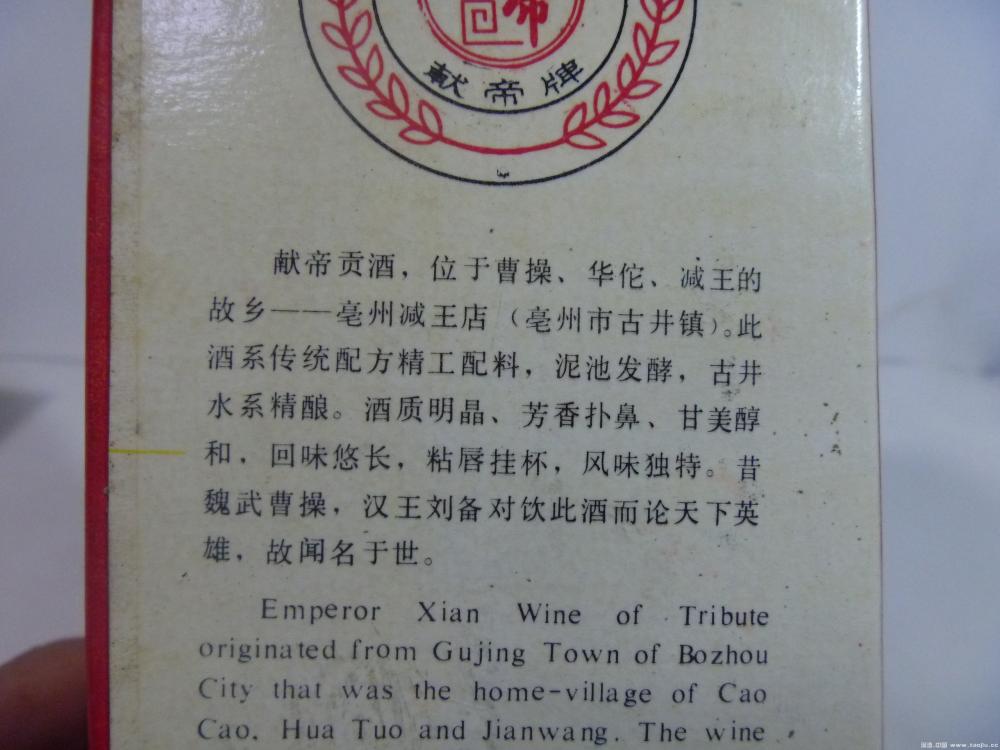 献帝牌
献帝贡酒，位于曹操、华佗、减王的
故乡——亳州减王店（亳州市古井镇）。此
酒系传统配方精工配料，泥池发酵，古井
水系精酿。酒质明晶、芳香扑鼻、甘美醇
和，回味悠长，粘唇挂杯，风味独特。昔
魏武曹操，汉王刘备对饮此酒而论天下英
雄，故闻名于世。
Emperor Xian Wine of Tribute
originated from Gujing Town of Bozhou
City that was the home-village of Cao
Cao, Hua Tuo and Jianwang. The wine